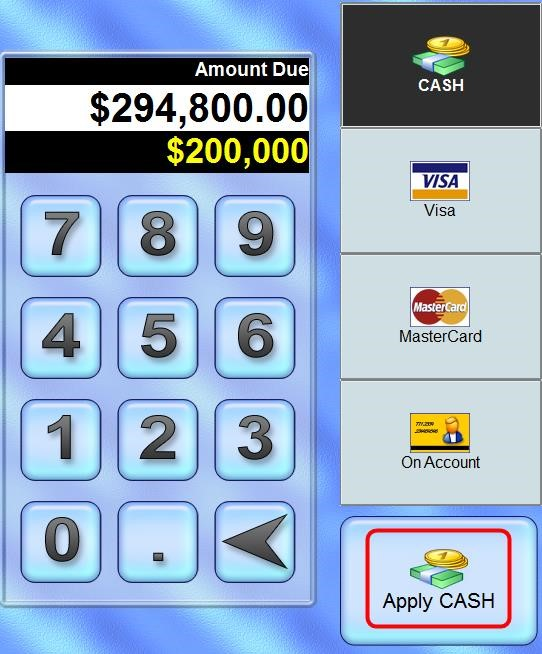 Amount Due
$294,800.00
$200,000
7 8 9
4 5 6
1 2 3
0 .
CASH
VISA
Visa
MasterCard
MasterCard
On Account
1
Apply CASH